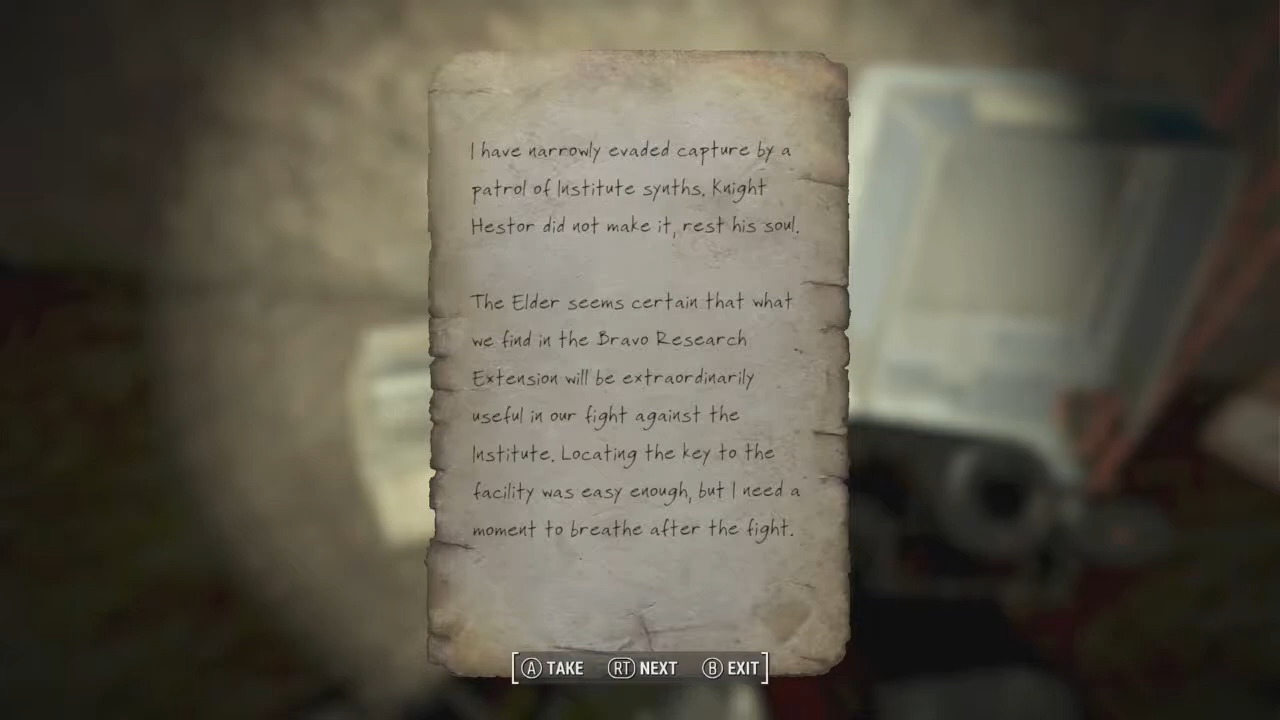 I have narrowly evaded capture by a
patrol of Institute synths. Knight
Hestor did not make it, rest his soul.
The Elder seems certain that what
we find in the Bravo Research
Extension will be extraordinarily
useful in our fight against the
Institute. Locating the key to the
facility was easy enough, but I need a
moment to breathe after the fight.
A TAKE RT NEXT B EXIT